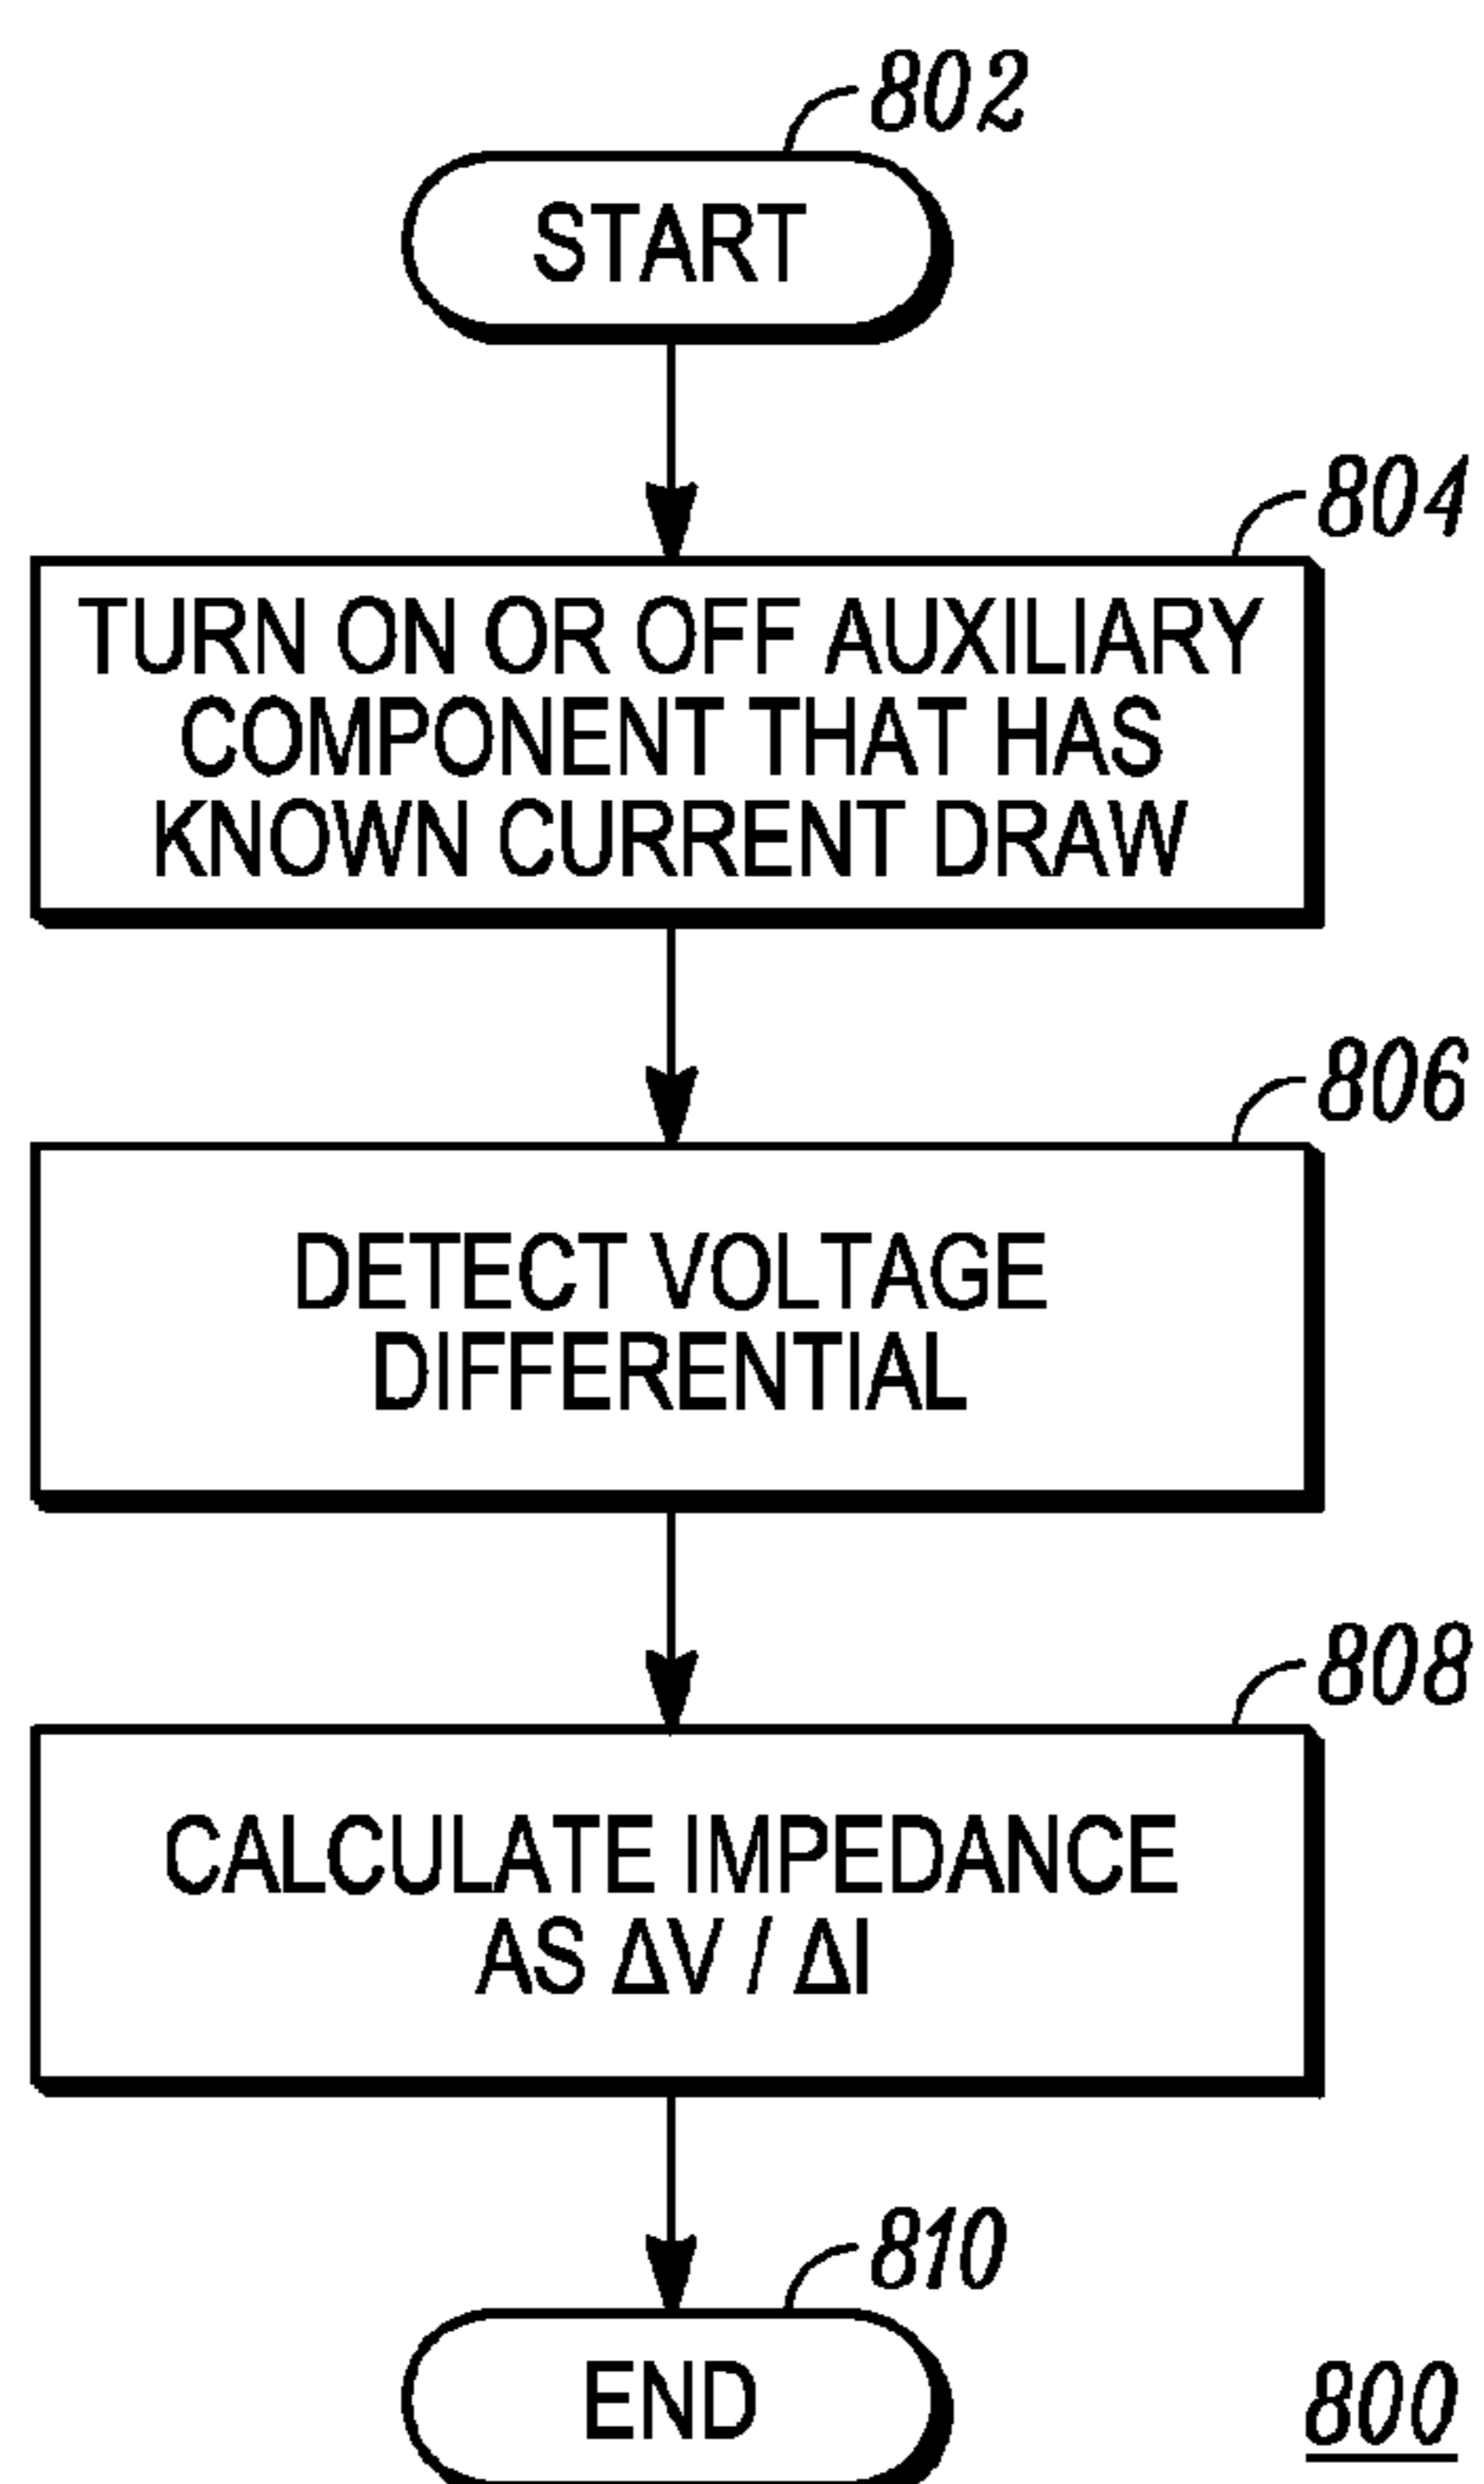 802
START
804
TURN ON OR OFF AUXILIARY
COMPONENT THAT HAS
KNOWN CURRENT DRAW
806
DETECT VOLTAGE
DIFFERENTIAL
808
CALCULATE IMPEDANCE
AS ΔV / ΔI
810
END
800